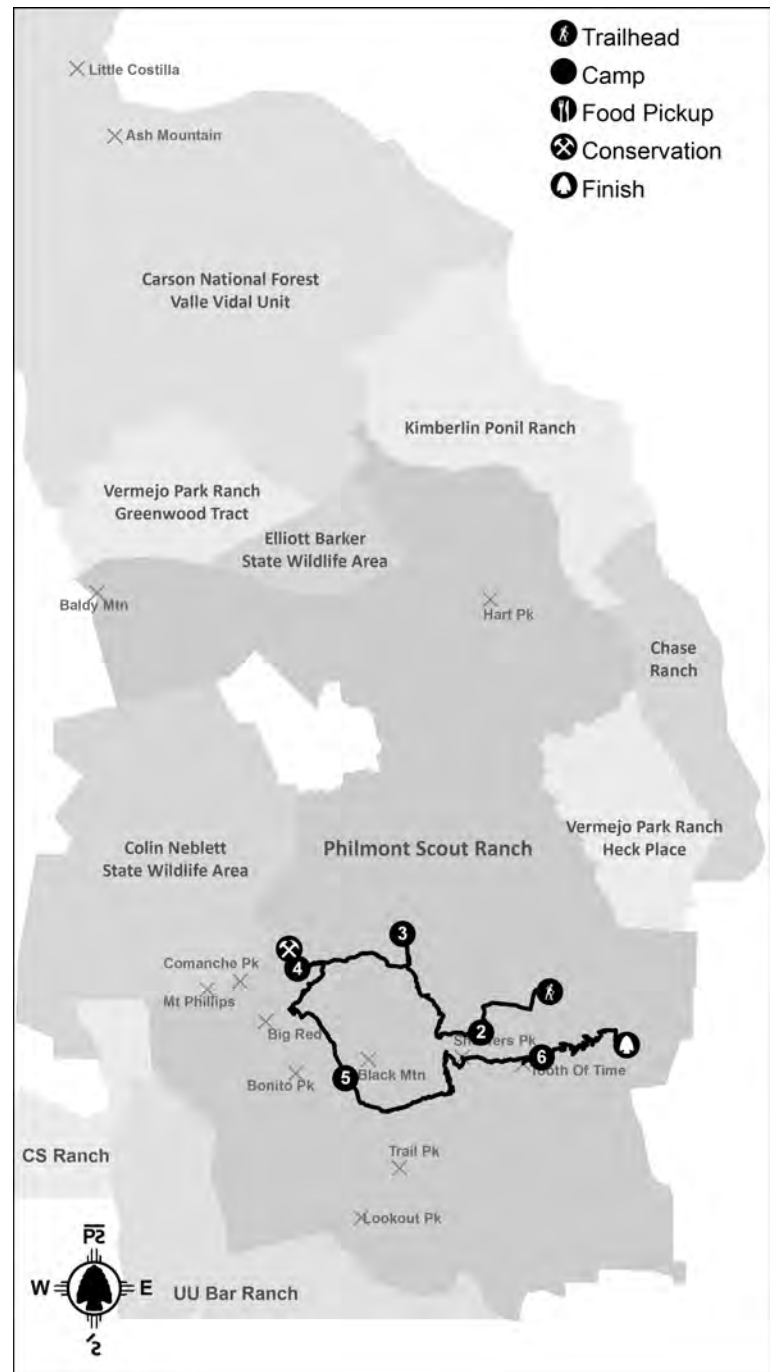 Trailhead
Camp
Food Pickup
Conservation
Finish
Little Costilla
Ash Mountain
Carson National Forest
Valle Vidal Unit
Kimberlin Ponil Ranch
Vermejo Park Ranch
Greenwood Tract
Elliott Barker
State Wildlife Area
Baldy Mtn
Hart Pk
Chase
Ranch
Colin Neblett
State Wildlife Area
Philmont Scout Ranch
Vermejo Park Ranch
Heck Place
3
4
Comanche Pk
Mt Phillips
Big Red
2
Pk
6
Tooth Of Time
Black Mtn
5
Bonito Pk
CS Ranch
Trail Pk
Lookout Pk
W
E
UU Bar Ranch